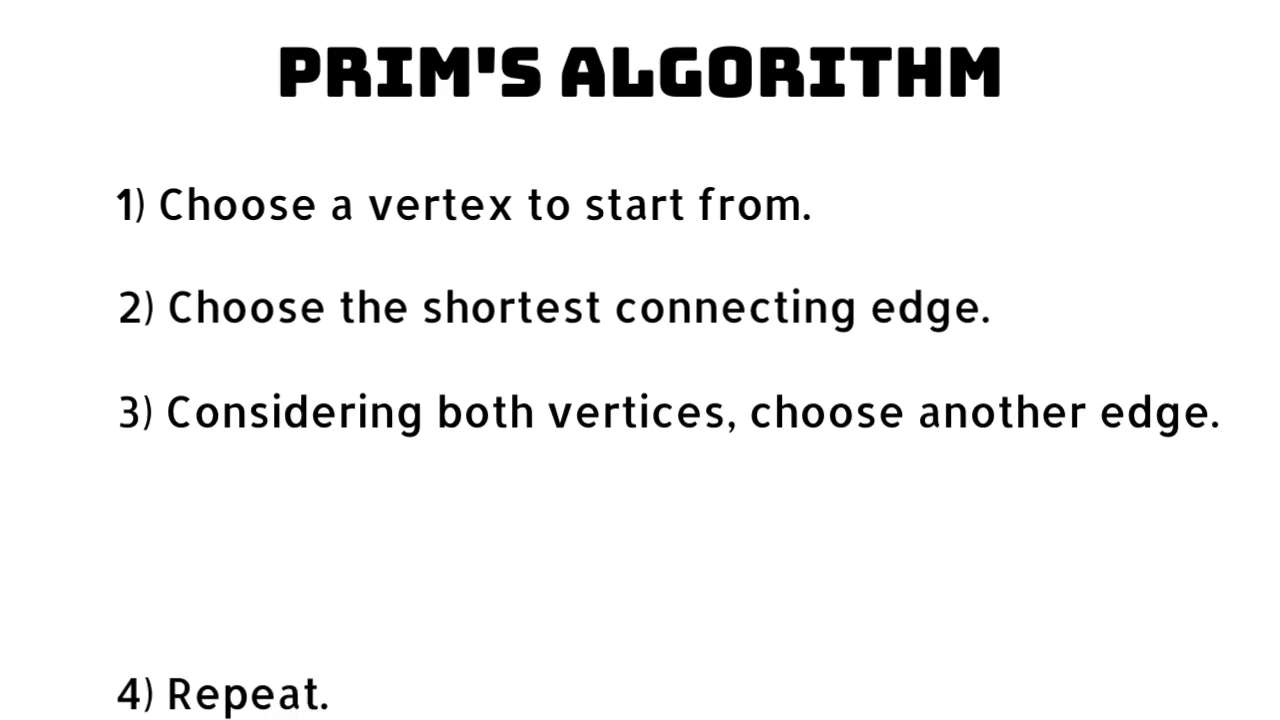 PRIM'S ALGORITHM
1) Choose a vertex to start from.
2) Choose the shortest connecting edge.
3) Considering both vertices, choose another edge.
4) Repeat.